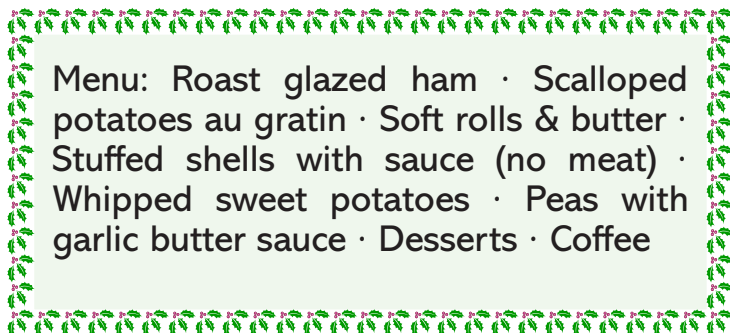 Menu: Roast glazed ham · Scalloped
potatoes au gratin · Soft rolls & butter ·
Stuffed shells with sauce (no meat) ·
Whipped sweet potatoes · Peas with
garlic butter sauce · Desserts · Coffee